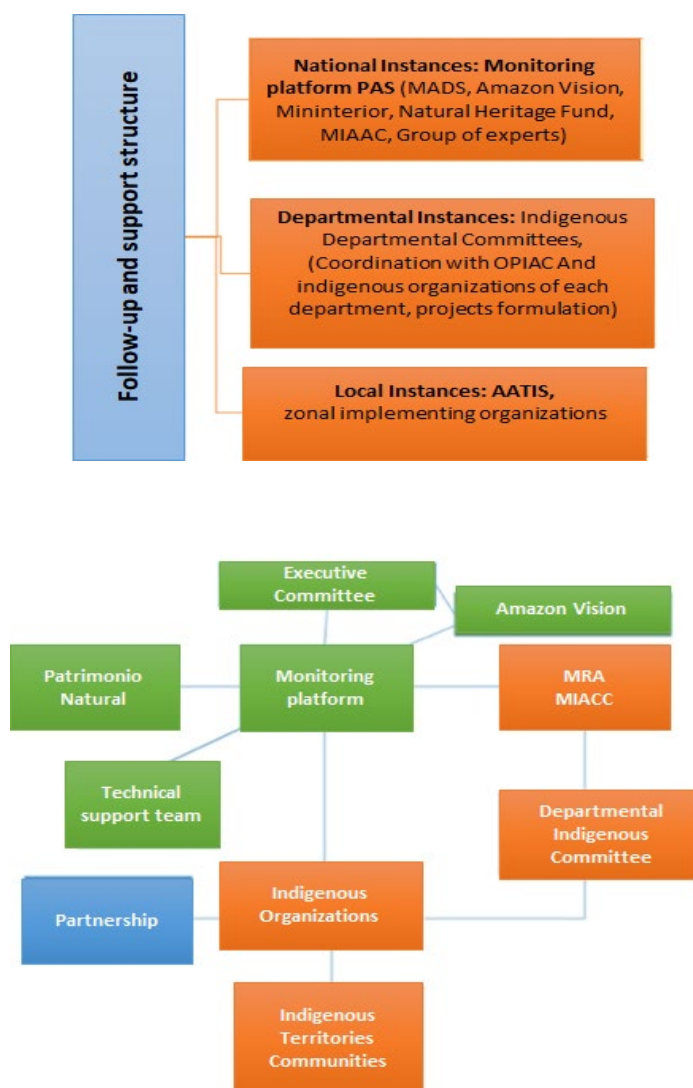 Follow-up and support structure
National Instances: Monitoring
platform PAS (MADS, Amazon Vision,
Mininterior, Natural Heritage Fund,
MIAAC, Group of experts)
Departmental Instances: Indigenous
Departmental Committees,
(Coordination with OPIAC And
indigenous organizations of each
department, projects formulation)
Local Instances: AATIS,
zonal implementing organizations
Executive
Committee
Amazon Vision
Patrimonio
Natural
Monitoring
platform
MRA
MIACC
Technical
support team
Departmental
Indigenous
Committee
Partnership
Indigenous
Organizations
Indigenous
Territories
Communities